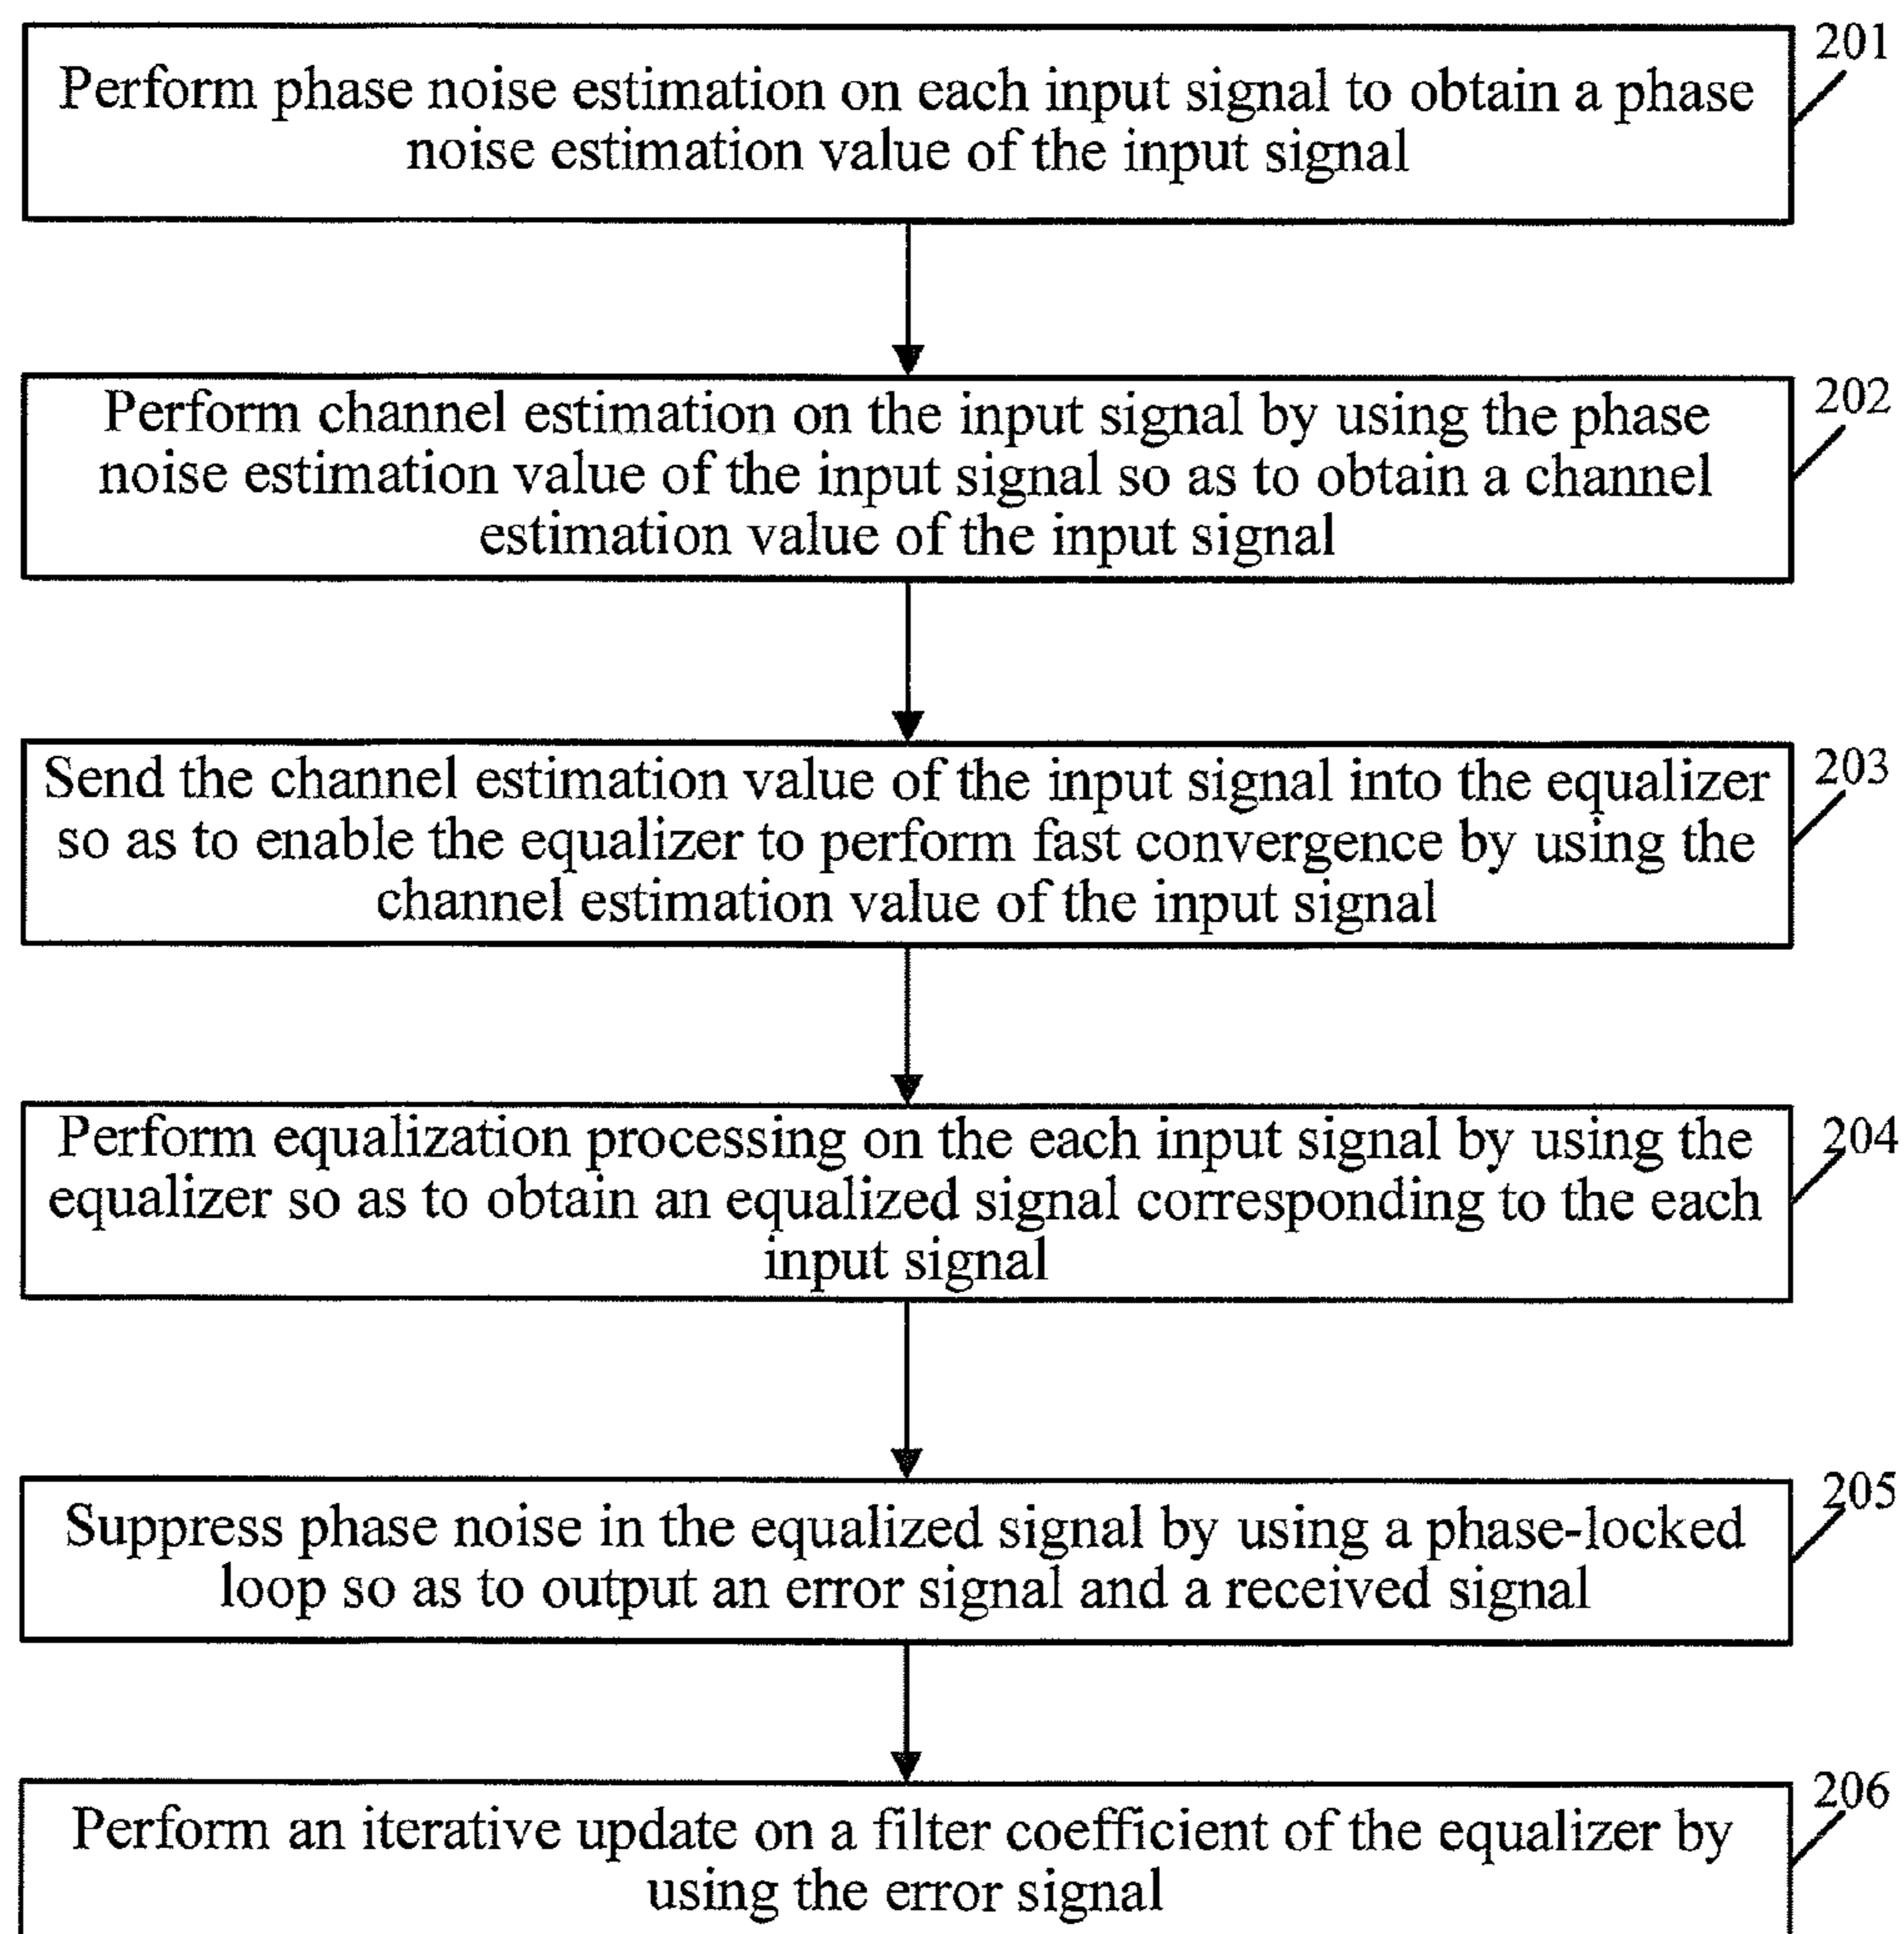 201
Perform phase noise estimation on each input signal to obtain a phase
noise estimation value of the input signal
202
Perform channel estimation on the input signal by using the phase
noise estimation value of the input signal so as to obtain a channel
estimation value of the input signal
203
Send the channel estimation value of the input signal into the equalizer
so as to enable the equalizer to perform fast convergence by using the
channel estimation value of the input signal
204
Perform equalization processing on the each input signal by using the
equalizer so as to obtain an equalized signal corresponding to the each
input signal
205
Suppress phase noise in the equalized signal by using a phase-locked
loop so as to output an error signal and a received signal
206
Perform an iterative update on a filter coefficient of the equalizer by
using the error signal